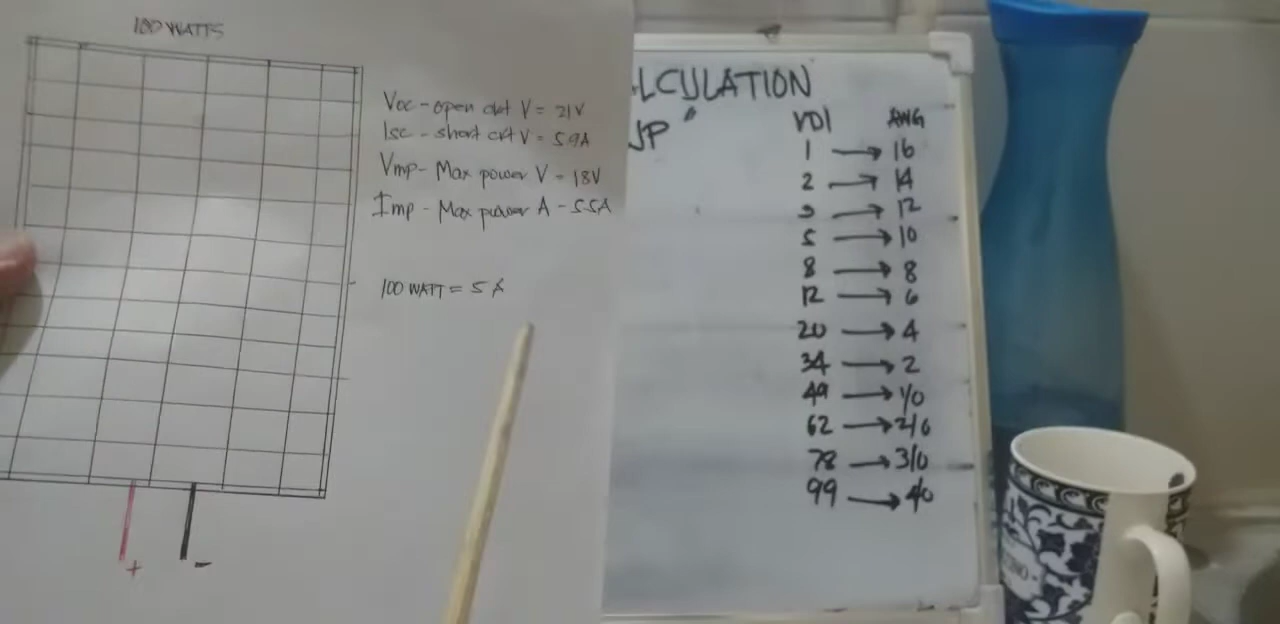 100 WATTS
Voc - open ckt V = 21V
Isc - short ckt V = 5.9A
Vmp - Max power V - 18V
Imp - Max power A - 5.5A
100 WATT = 5A
+ -
LCULATION
UP"
VDI AWG
1 → 16
2 → 14
3 → 12
5 → 10
8 → 8
12 → 6
20 → 4
34 → 2
49 → 1/0
62 → 2/0
78 → 3/0
99 → 4/0